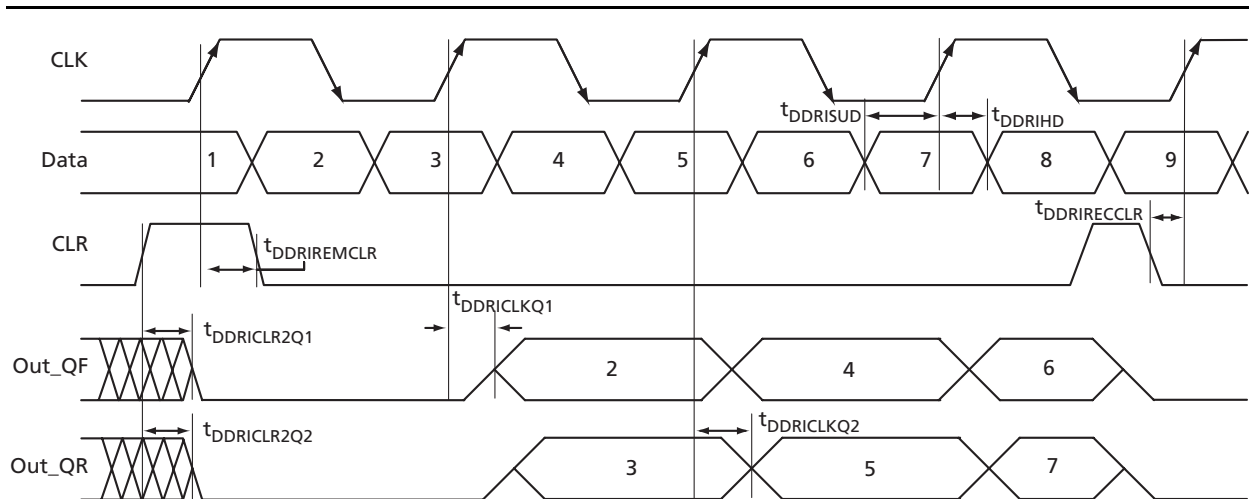 CLK
tDDRISUD tDDRIHD
Data 1 2 3 4 5 6 7 8 9
tDDRIRECCLR
CLR
tDDRIREMCLR
tDDRICLKQ1
tDDRICLR2Q1
Out_QF 2 4 6
tDDRICLKQ2
tDDRICLR2Q2
Out_QR 3 5 7